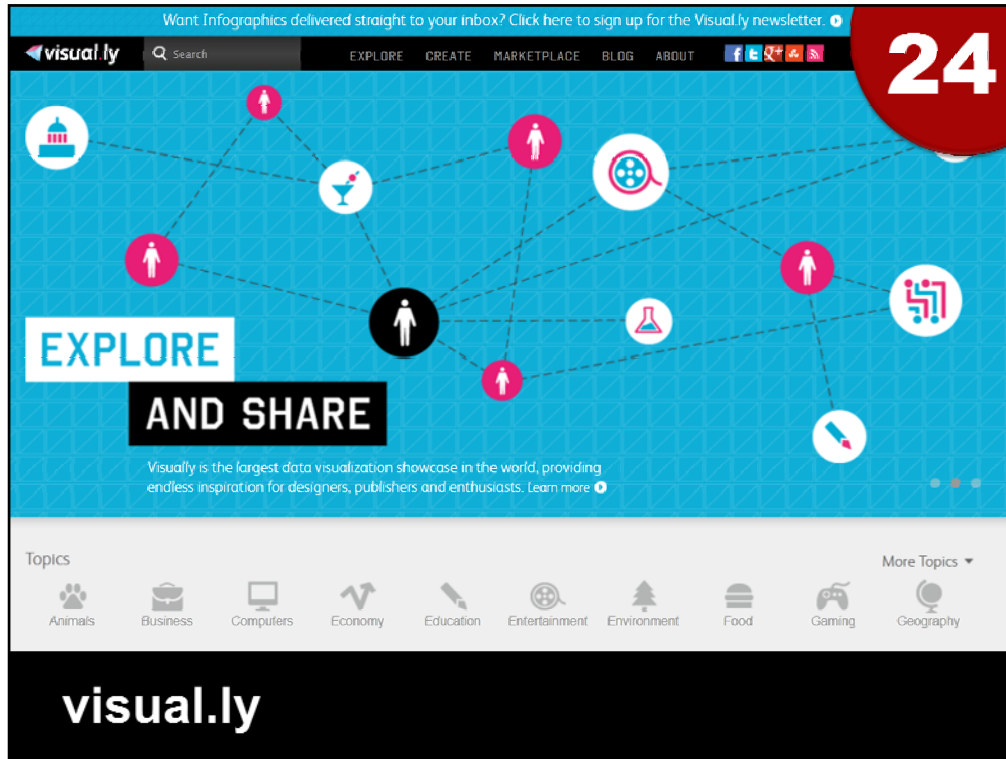 Want Infographics delivered straight to your inbox? Click here to sign up for the Visual.ly newsletter.
24
visual.ly Search EXPLORE CREATE MARKETPLACE BLOG ABOUT
EXPLORE
AND SHARE
Visually is the largest data visualization showcase in the world, providing
endless inspiration for designers, publishers and enthusiasts. Learn more
Topics More Topics
Animals Business Computers Economy Education Entertainment Environment Food Gaming Geography
visual.ly